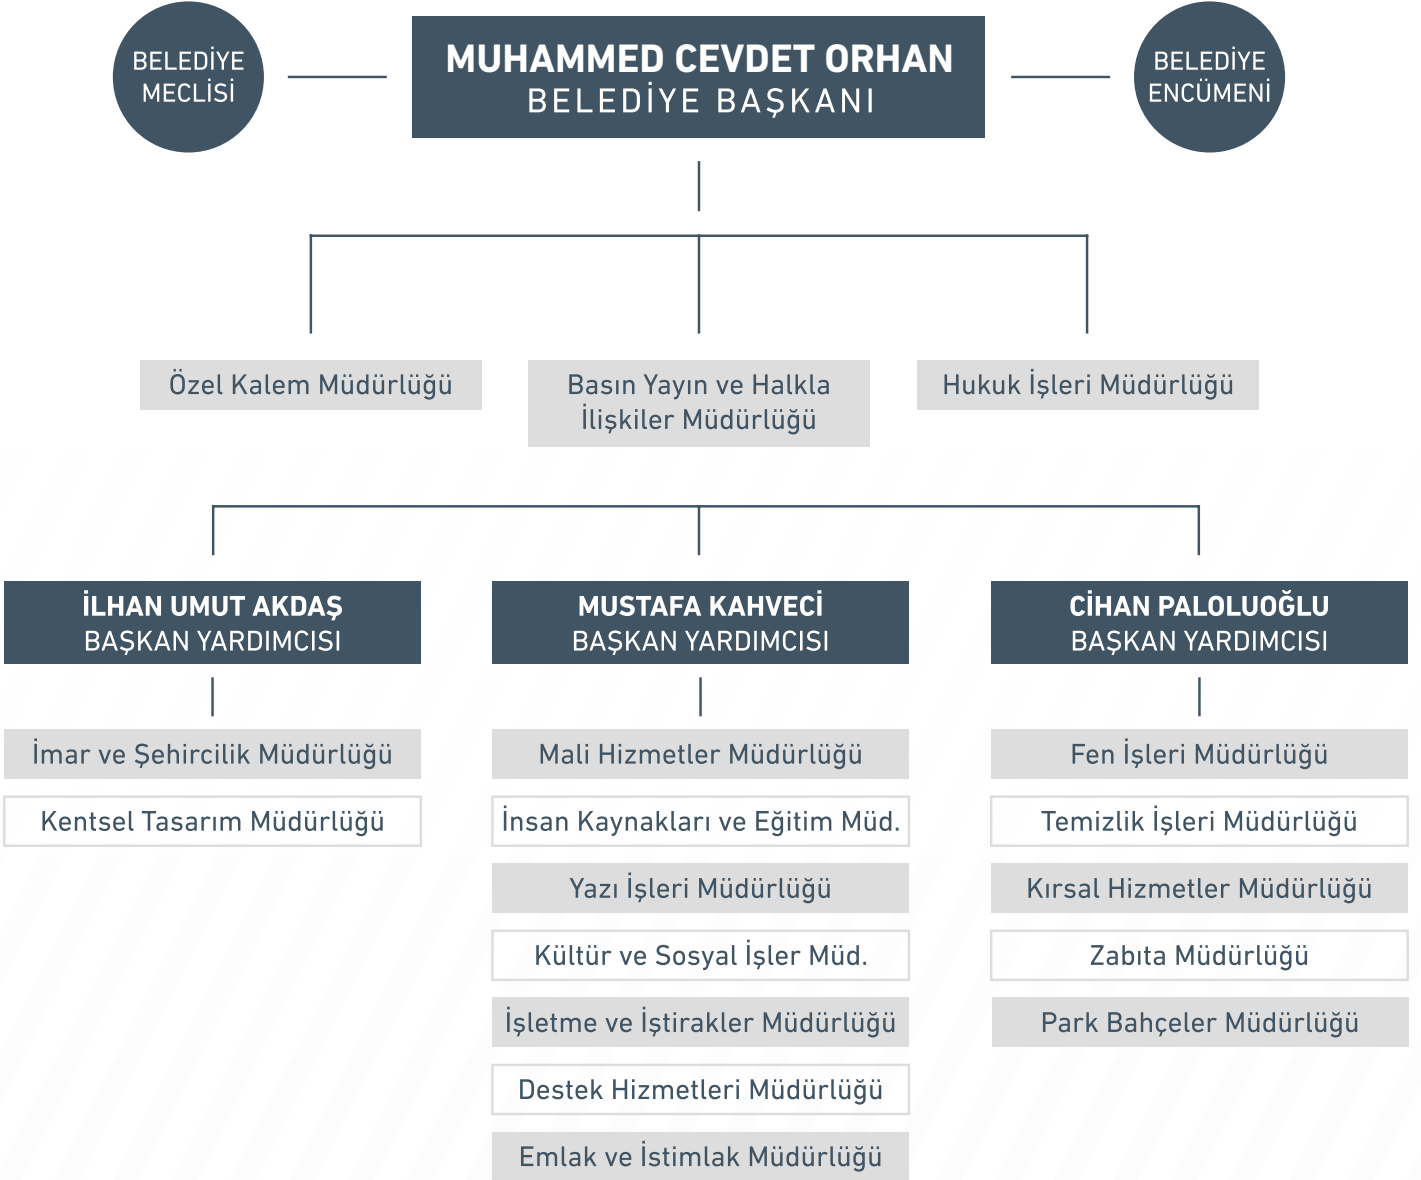 BELEDİYE
MECLİSİ
MUHAMMED CEVDET ORHAN
BELEDİYE BAŞKANI
BELEDİYE
ENCÜMENİ
Özel Kalem Müdürlüğü
Basın Yayın ve Halkla
İlişkiler Müdürlüğü
Hukuk İşleri Müdürlüğü
İLHAN UMUT AKDAŞ
BAŞKAN YARDIMCISI
İmar ve Şehircilik Müdürlüğü
Kentsel Tasarım Müdürlüğü
MUSTAFA KAHVECİ
BAŞKAN YARDIMCISI
Mali Hizmetler Müdürlüğü
İnsan Kaynakları ve Eğitim Müd.
Yazı İşleri Müdürlüğü
Kültür ve Sosyal İşler Müd.
İşletme ve İştirakler Müdürlüğü
Destek Hizmetleri Müdürlüğü
Emlak ve İstimlak Müdürlüğü
CİHAN PALOLUOĞLU
BAŞKAN YARDIMCISI
Fen İşleri Müdürlüğü
Temizlik İşleri Müdürlüğü
Kırsal Hizmetler Müdürlüğü
Zabıta Müdürlüğü
Park Bahçeler Müdürlüğü